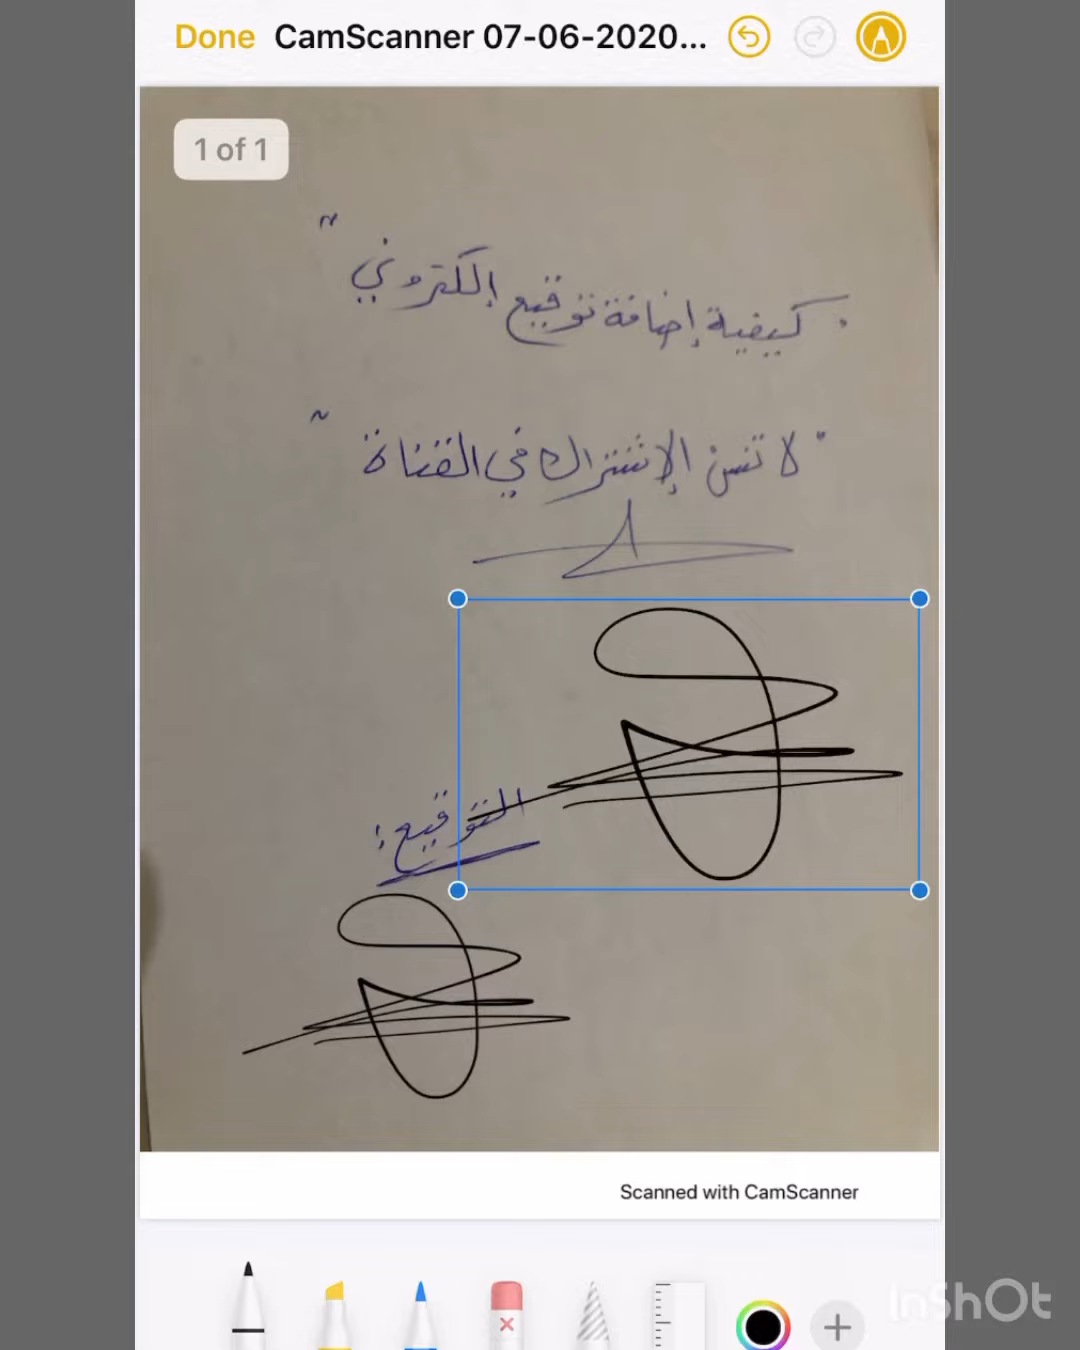 Done CamScanner 07-06-2020...
1 of 1
كيفية إضافة توقيع إلكتروني "
" لا تنس الإشتراك في القناة "
التوقيع:
Scanned with CamScanner
InShOt